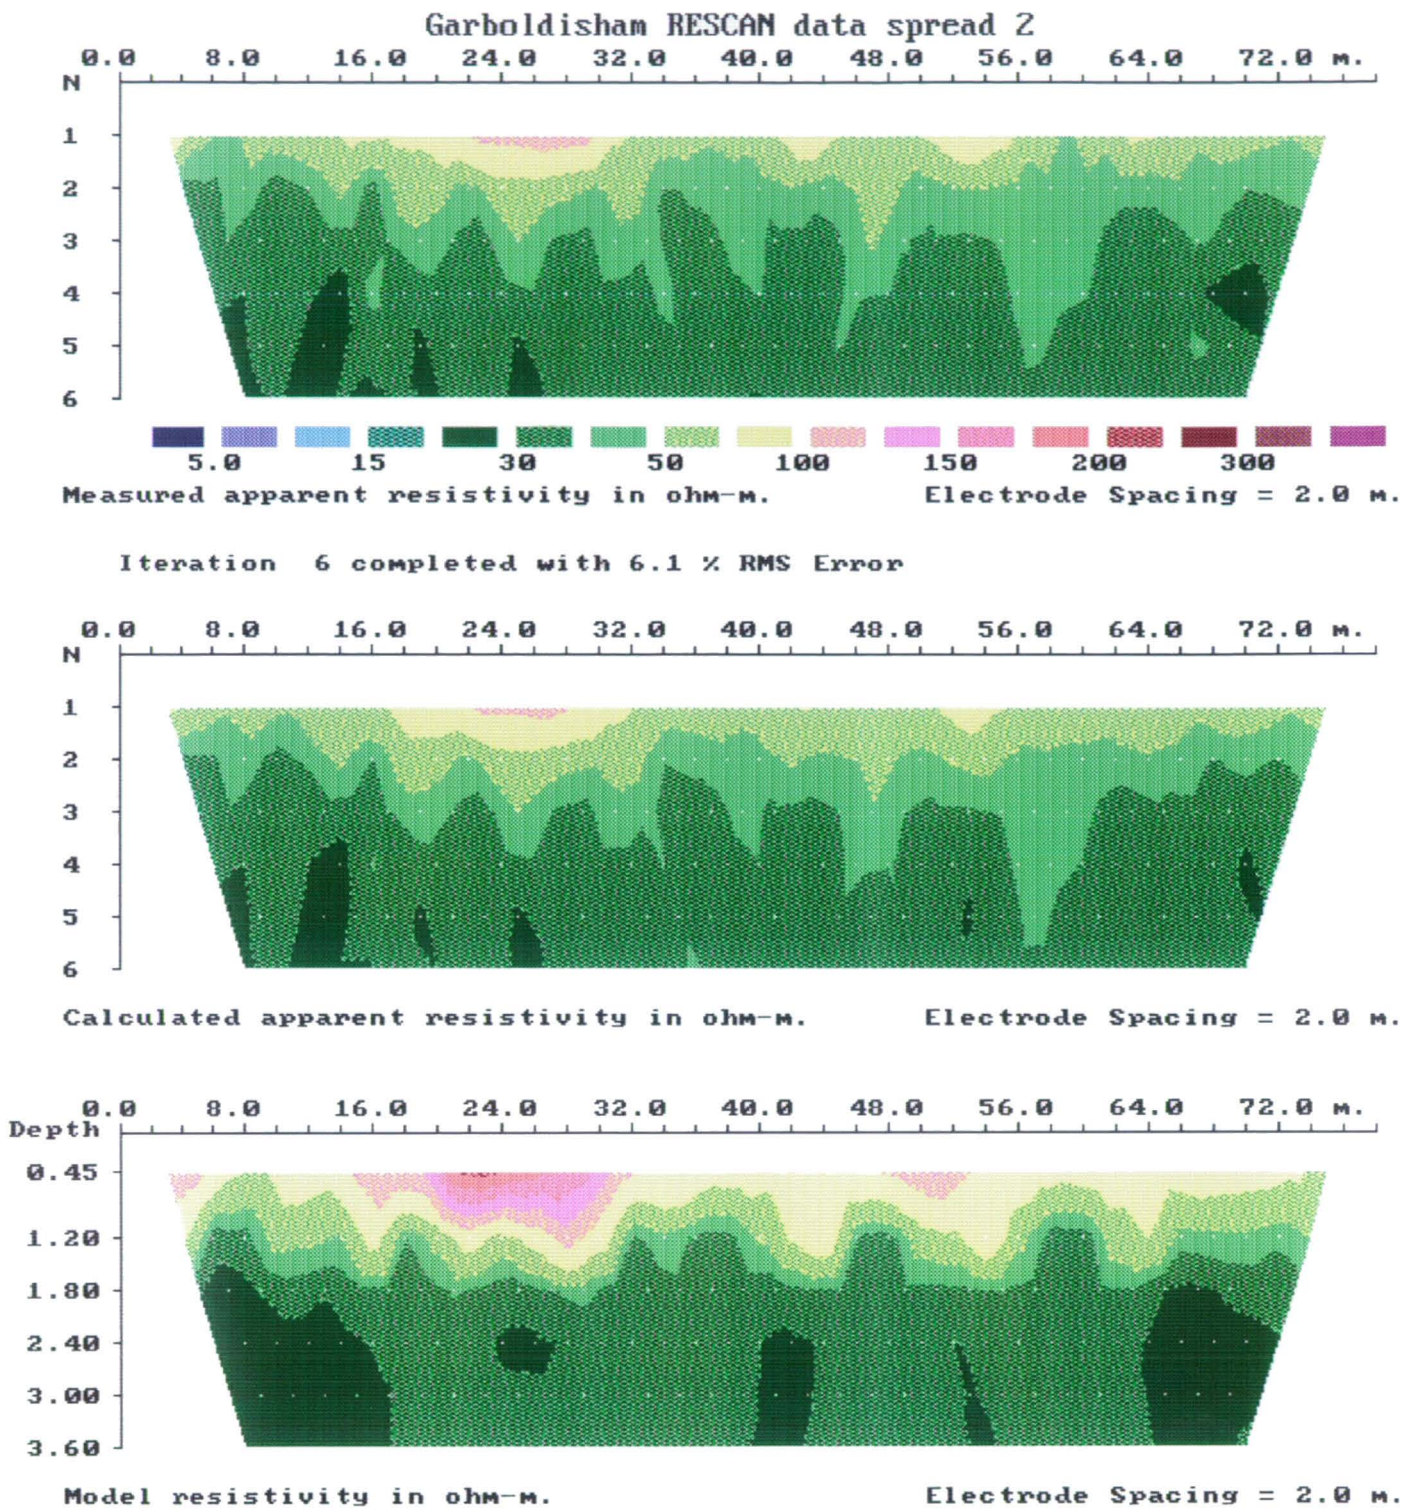 Garboldisham RESCAN data spread 2
0.0 8.0 16.0 24.0 32.0 40.0 48.0 56.0 64.0 72.0 m.
N
1
2
3
4
5
6
5.0 15 30 50 100 150 200 300
Measured apparent resistivity in ohm-m. Electrode Spacing = 2.0 m.
Iteration 6 completed with 6.1 % RMS Error
0.0 8.0 16.0 24.0 32.0 40.0 48.0 56.0 64.0 72.0 m.
N
1
2
3
4
5
6
Calculated apparent resistivity in ohm-m. Electrode Spacing = 2.0 m.
0.0 8.0 16.0 24.0 32.0 40.0 48.0 56.0 64.0 72.0 m.
Depth
0.45
1.20
1.80
2.40
3.00
3.60
Model resistivity in ohm-m. Electrode Spacing = 2.0 m.